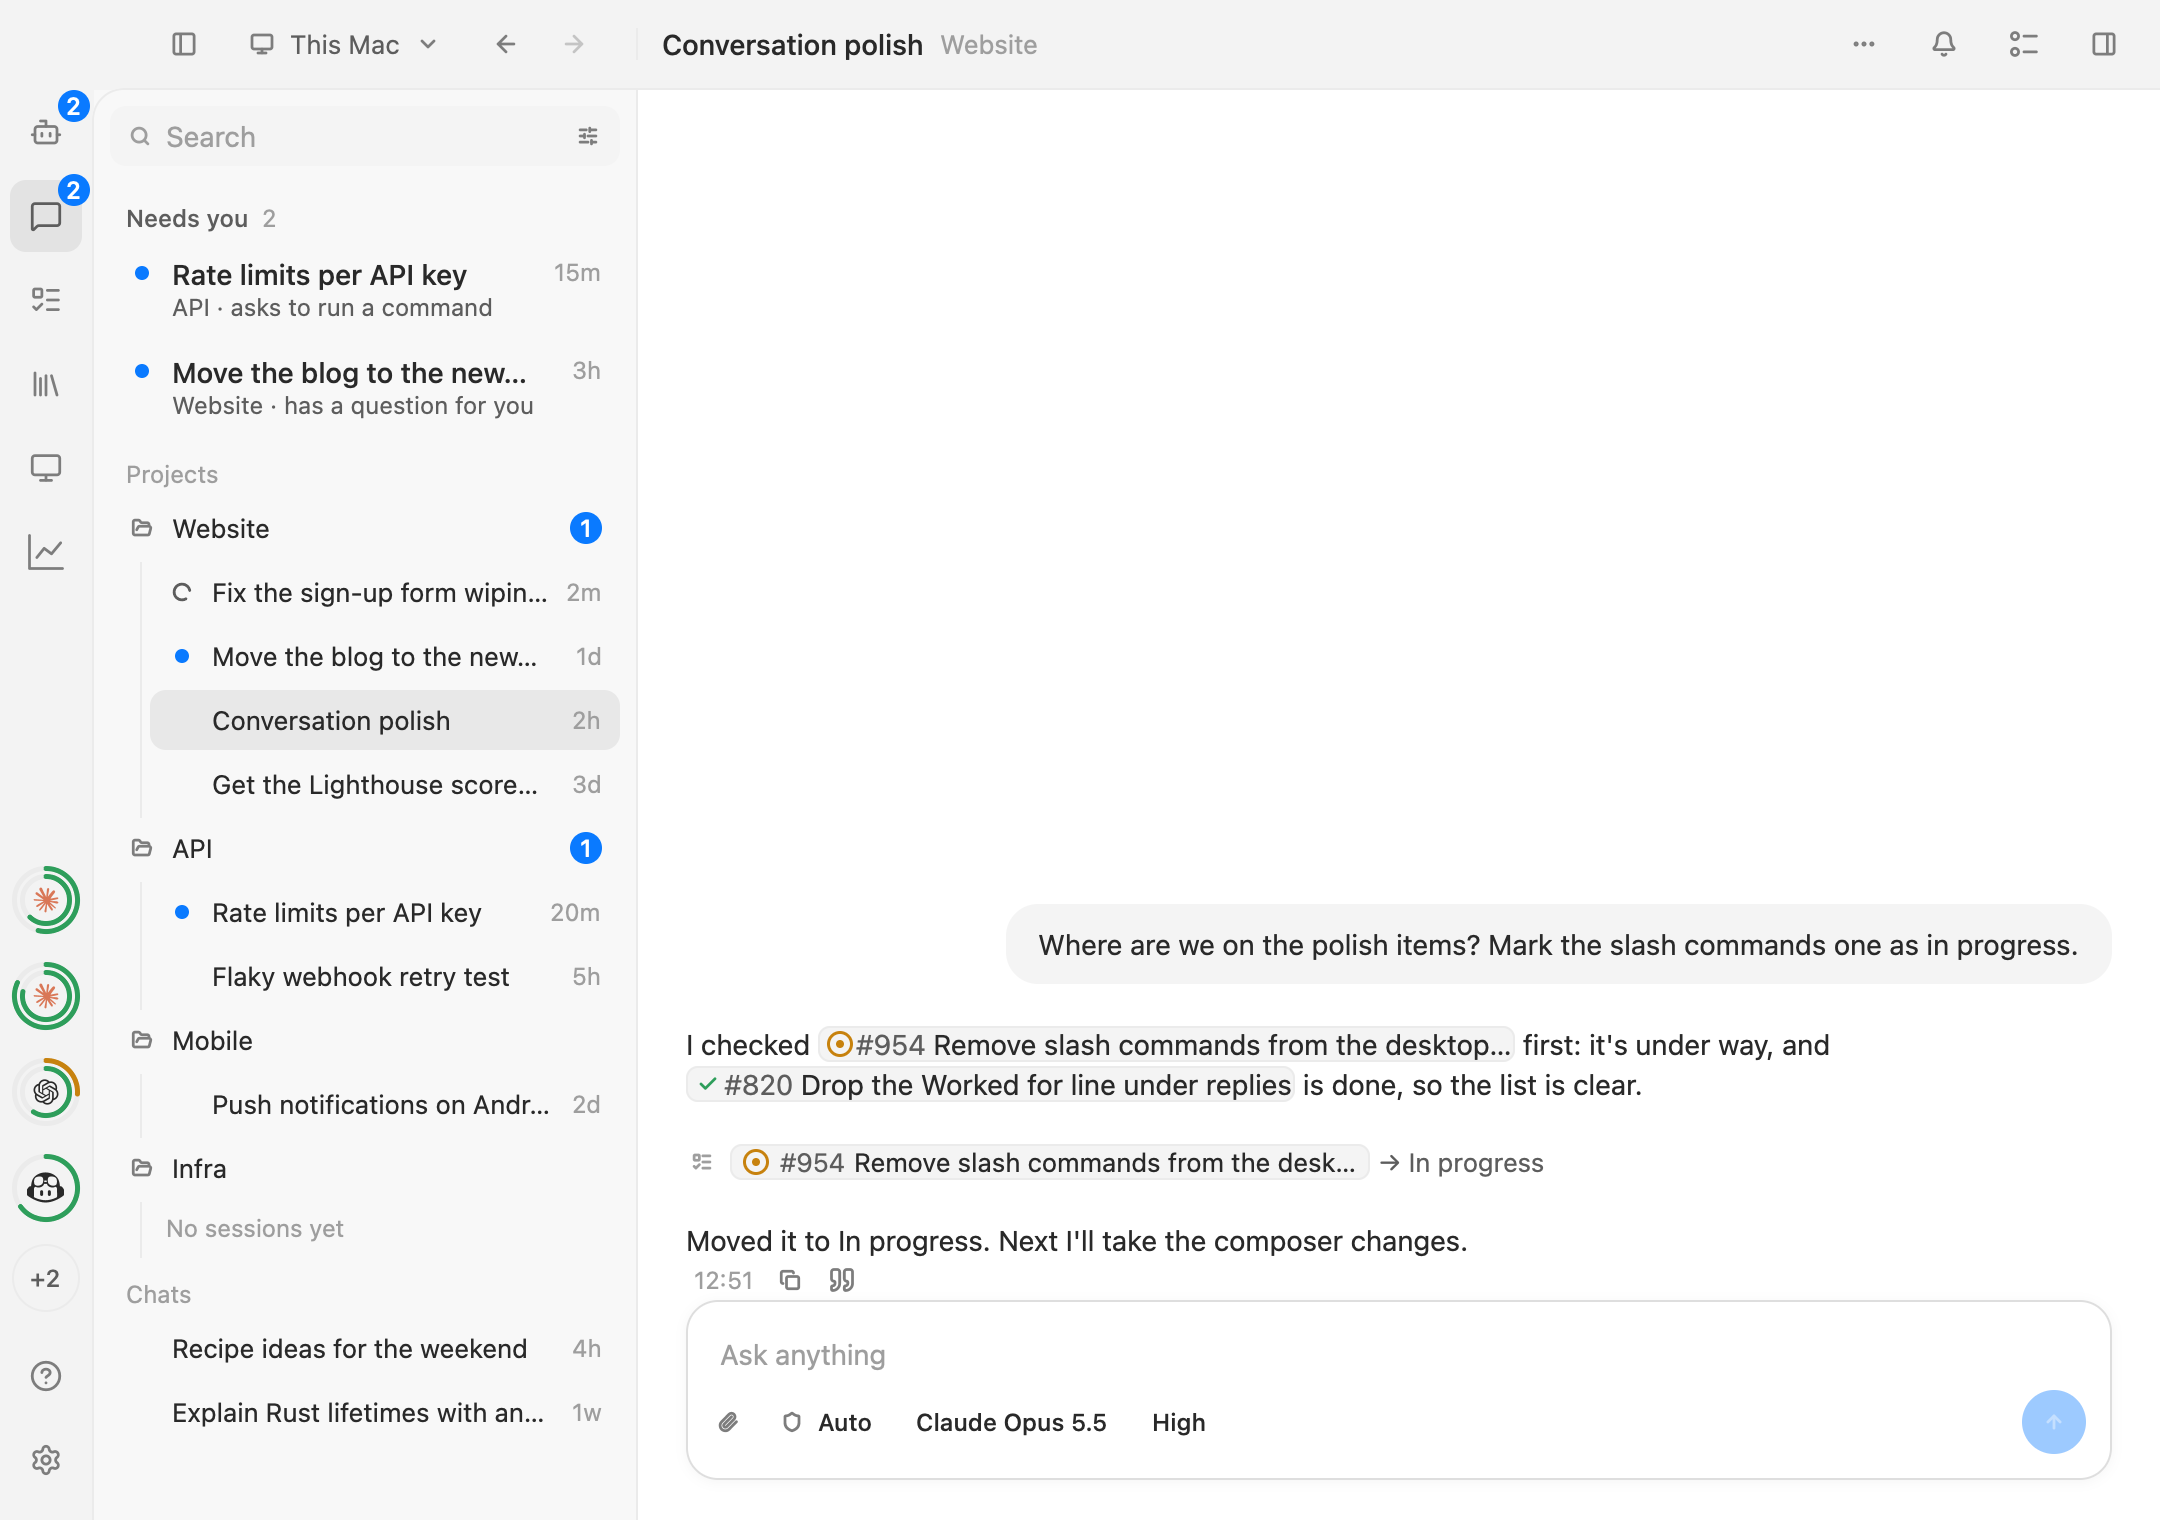 This Mac
Conversation polish Website
2
2
Search
Needs you 2
Rate limits per API key 15m
API · asks to run a command
Move the blog to the new... 3h
Website · has a question for you
Projects
Website 1
Fix the sign-up form wipin... 2m
Move the blog to the new... 1d
Conversation polish 2h
Get the Lighthouse score... 3d
API 1
Rate limits per API key 20m
Flaky webhook retry test 5h
Mobile
Push notifications on Andr... 2d
Infra
No sessions yet
Chats
Recipe ideas for the weekend 4h
Explain Rust lifetimes with an... 1w
+2
Where are we on the polish items? Mark the slash commands one as in progress.
I checked #954 Remove slash commands from the desktop... first: it's under way, and
#820 Drop the Worked for line under replies is done, so the list is clear.
#954 Remove slash commands from the desk... → In progress
Moved it to In progress. Next I'll take the composer changes.
12:51
Ask anything
Auto Claude Opus 5.5 High